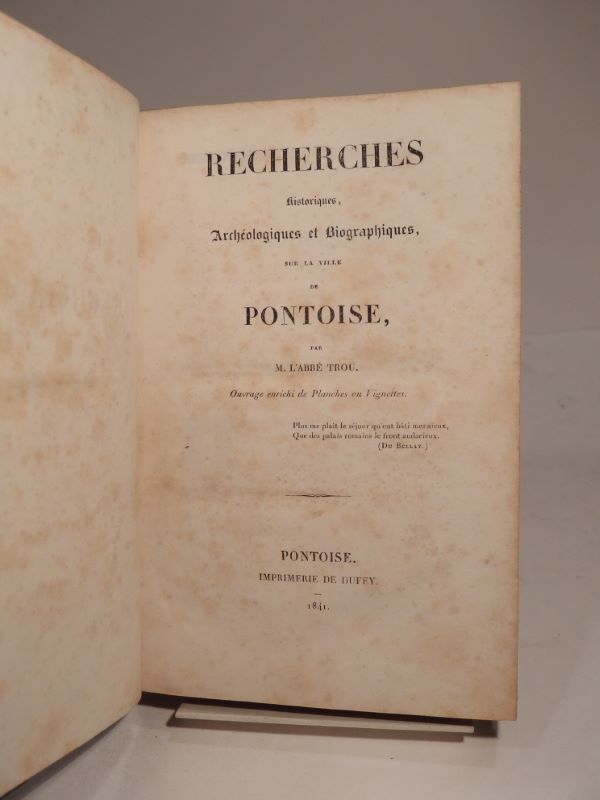 RECHERCHES
Historiques,
Archéologiques et Biographiques,
SUR LA VILLE
DE
PONTOISE,
PAR
M. L'ABBÉ TROU.
Ouvrage enrichi de Planches ou Vignettes.
Plus me plaît le séjour qu'ont bâti mes aïeux,
Que des palais romains le front audacieux.
(Du Bellay.)
PONTOISE.
IMPRIMERIE DE DUFEY.
1841.